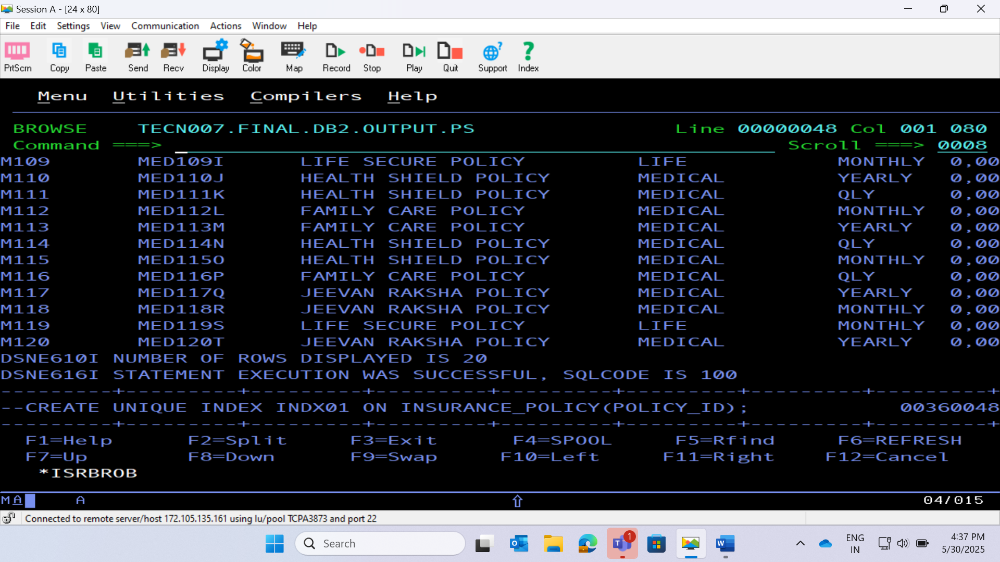 Session A - [24 x 80]
File Edit Settings View Communication Actions Window Help
PrtScrn Copy Paste Send Recv Display Color Map Record Stop Play Quit Support Index
Menu Utilities Compilers Help
BROWSE TECN007.FINAL.DB2.OUTPUT.PS Line 00000048 Col 001 080
Command ===> Scroll ===> 0008
M109 MED109I LIFE SECURE POLICY LIFE MONTHLY 0,00
M110 MED110J HEALTH SHIELD POLICY MEDICAL YEARLY 0,00
M111 MED111K HEALTH SHIELD POLICY MEDICAL QLY 0,00
M112 MED112L FAMILY CARE POLICY MEDICAL MONTHLY 0,00
M113 MED113M FAMILY CARE POLICY MEDICAL YEARLY 0,00
M114 MED114N HEALTH SHIELD POLICY MEDICAL QLY 0,00
M115 MED115O HEALTH SHIELD POLICY MEDICAL MONTHLY 0,00
M116 MED116P FAMILY CARE POLICY MEDICAL QLY 0,00
M117 MED117Q JEEVAN RAKSHA POLICY MEDICAL YEARLY 0,00
M118 MED118R JEEVAN RAKSHA POLICY MEDICAL MONTHLY 0,00
M119 MED119S LIFE SECURE POLICY LIFE MONTHLY 0,00
M120 MED120T JEEVAN RAKSHA POLICY MEDICAL YEARLY 0,00
DSNE610I NUMBER OF ROWS DISPLAYED IS 20
DSNE616I STATEMENT EXECUTION WAS SUCCESSFUL, SQLCODE IS 100
---------+---------+---------+---------+---------+---------+---------+---------+
--CREATE UNIQUE INDEX INDX01 ON INSURANCE_POLICY(POLICY_ID); 00360048
---------+---------+---------+---------+---------+---------+---------+---------+
F1=Help F2=Split F3=Exit F4=SPOOL F5=Rfind F6=REFRESH
F7=Up F8=Down F9=Swap F10=Left F11=Right F12=Cancel
*ISRBROB
MA A 04/015
Connected to remote server/host 172.105.135.161 using lu/pool TCPA3873 and port 22
Search 1 ENG 4:37 PM
IN 5/30/2025